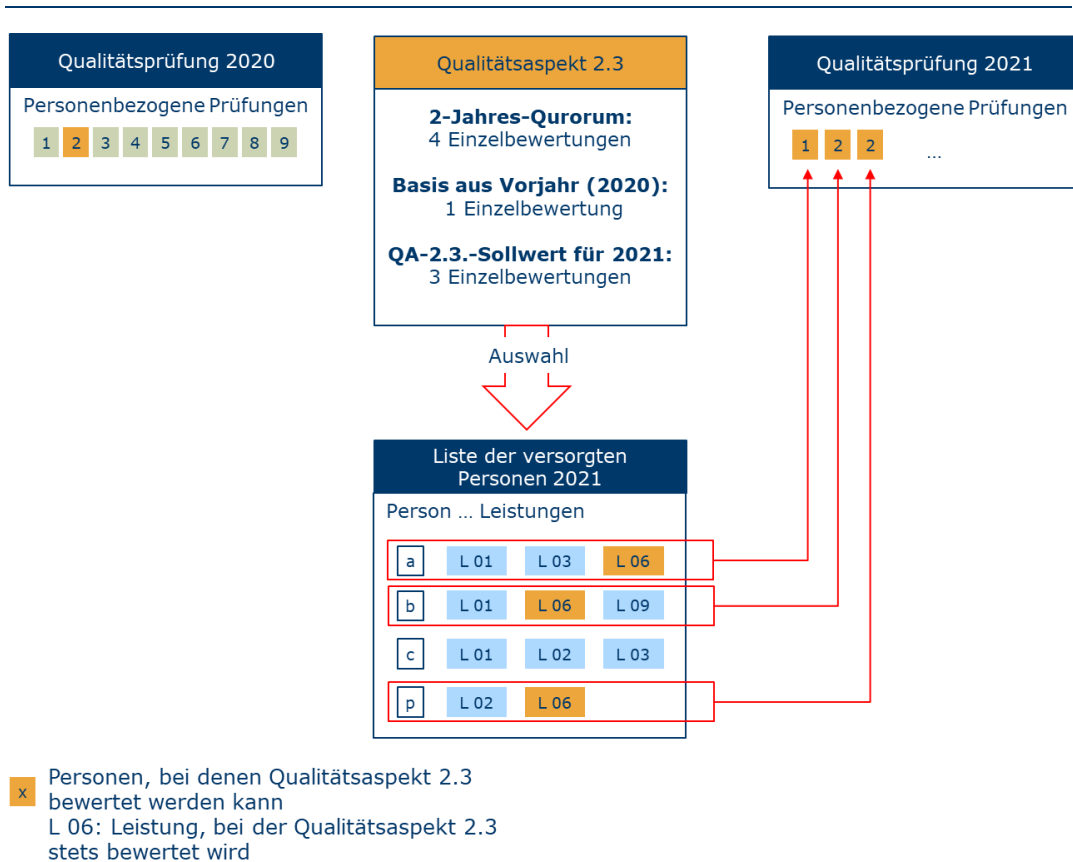 Qualitätsprüfung 2020
Personenbezogene Prüfungen
1 2 3 4 5 6 7 8 9
Qualitätsaspekt 2.3
2-Jahres-Qurorum:
4 Einzelbewertungen
Basis aus Vorjahr (2020):
1 Einzelbewertung
QA-2.3.-Sollwert für 2021:
3 Einzelbewertungen
Qualitätsprüfung 2021
Personenbezogene Prüfungen
1 2 2 ...
Auswahl
Liste der versorgten
Personen 2021
Person ... Leistungen
a L 01 L 03 L 06
b L 01 L 06 L 09
c L 01 L 02 L 03
p L 02 L 06
x Personen, bei denen Qualitätsaspekt 2.3
bewertet werden kann
L 06: Leistung, bei der Qualitätsaspekt 2.3
stets bewertet wird